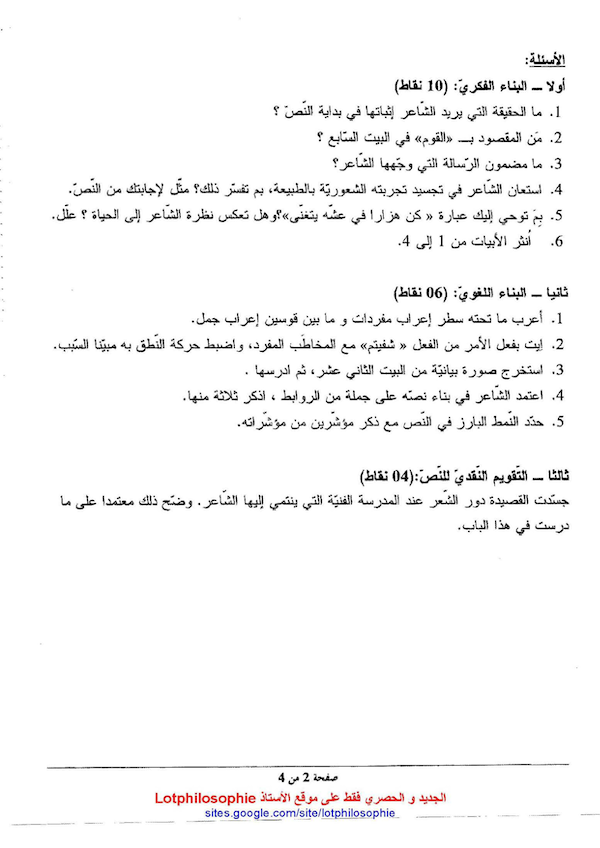 الأسئلة:
أولا ــ البناء الفكريّ: (10 نقاط)
1. ما الحقيقة التي يريد الشّاعر إثباتها في بداية النّصّ ؟
2. مَن المقصود بـــ «القوم» في البيت السّابع ؟
3. ما مضمون الرّسالة التي وجّهها الشّاعر؟
4. استعان الشّاعر في تجسيد تجربته الشعوريّة بالطبيعة، بم تفسّر ذلك؟ مثّل لإجابتك من النّصّ.
5. بِمَ توحي إليك عبارة « كن هزارا في عشّه يتغنّى»؟وهل تعكس نظرة الشّاعر إلى الحياة ؟ علّل.
6. اُنثر الأبيات من 1 إلى 4.
ثانيا ــ البناء اللغويّ: (06 نقاط)
1. أعرب ما تحته سطر إعراب مفردات و ما بين قوسين إعراب جمل.
2. إيت بفعل الأمر من الفعل « شفيتم» مع المخاطَب المفرد، واضبط حركة النّطق به مبيّنا السّبب.
3. استخرج صورة بيانيّة من البيت الثاني عشر، ثم ادرسها .
4. اعتمد الشّاعر في بناء نصّه على جملة من الروابط ، اذكر ثلاثة منها.
5. حدّد النّمط البارز في النّص مع ذكر مؤشّرين من مؤشّراته.
ثالثا ــ التّقويم النّقديّ للنّصّ:(04 نقاط)
جسّدت القصيدة دور الشّعر عند المدرسة الفنيّة التي ينتمي إليها الشّاعر. وضّح ذلك معتمدا على ما
درست في هذا الباب.
صفحة 2 من 4
الجديد و الحصري فقط على موقع الأستاذ Lotphilosophie
sites.google.com/site/lotphilosophie